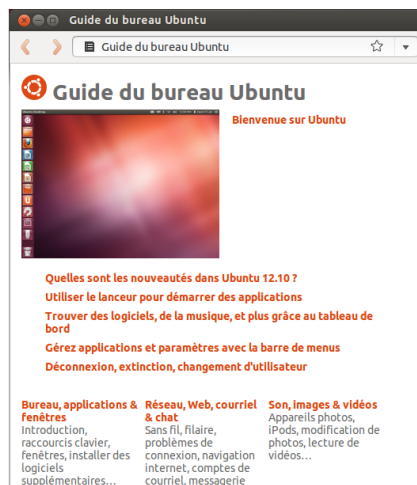 Guide du bureau Ubuntu
Guide du bureau Ubuntu
Guide du bureau Ubuntu
Bienvenue sur Ubuntu
Quelles sont les nouveautés dans Ubuntu 12.10 ?
Utiliser le lanceur pour démarrer des applications
Trouver des logiciels, de la musique, et plus grâce au tableau de
bord
Gérez applications et paramètres avec la barre de menus
Déconnexion, extinction, changement d'utilisateur
Bureau, applications &
fenêtres
Introduction,
raccourcis clavier,
fenêtres, installer des
logiciels
supplémentaires…
Réseau, Web, courriel
& chat
Sans fil, filaire,
problèmes de
connexion, navigation
internet, comptes de
courriel, messagerie
Son, images & vidéos
Appareils photos,
iPods, modification de
photos, lecture de
vidéos…